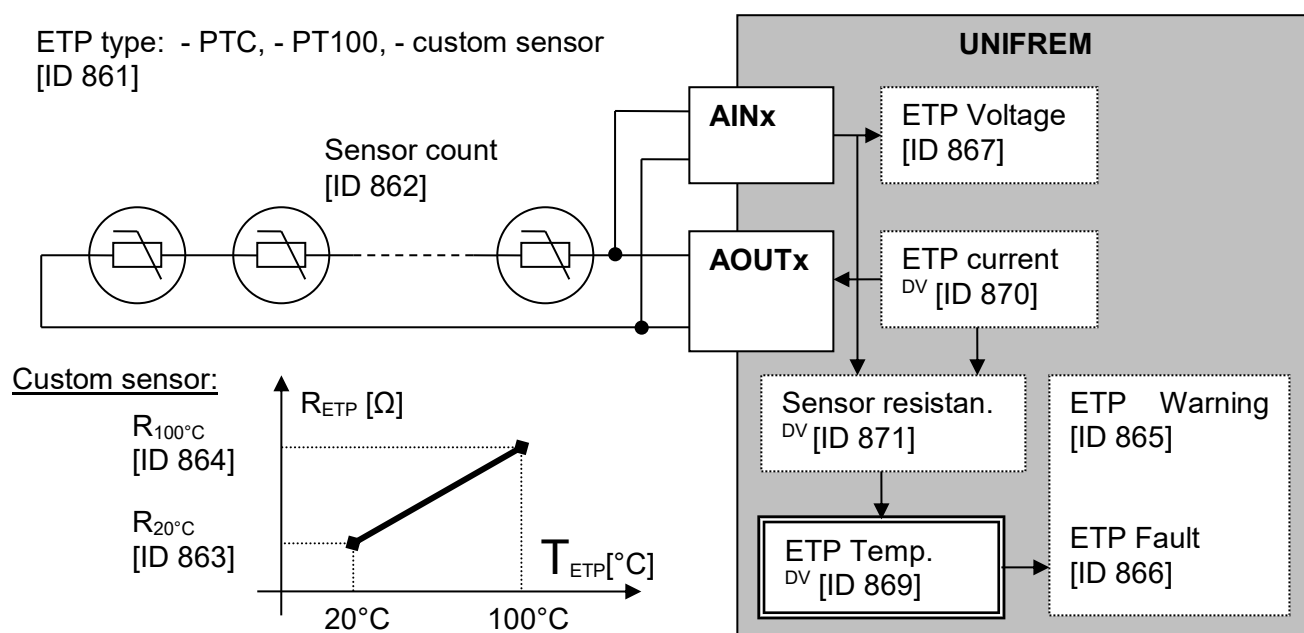 ETP type: - PTC, - PT100, - custom sensor
[ID 861]
Sensor count
[ID 862]
UNIFREM
AINx
ETP Voltage
[ID 867]
AOUTx
ETP current
DV [ID 870]
Sensor resistan.
DV [ID 871]
ETP Warning
[ID 865]
ETP Temp.
DV [ID 869]
ETP Fault
[ID 866]
Custom sensor:
RETP [Ω]
R100°C
[ID 864]
R20°C
[ID 863]
TETP[°C]
20°C
100°C